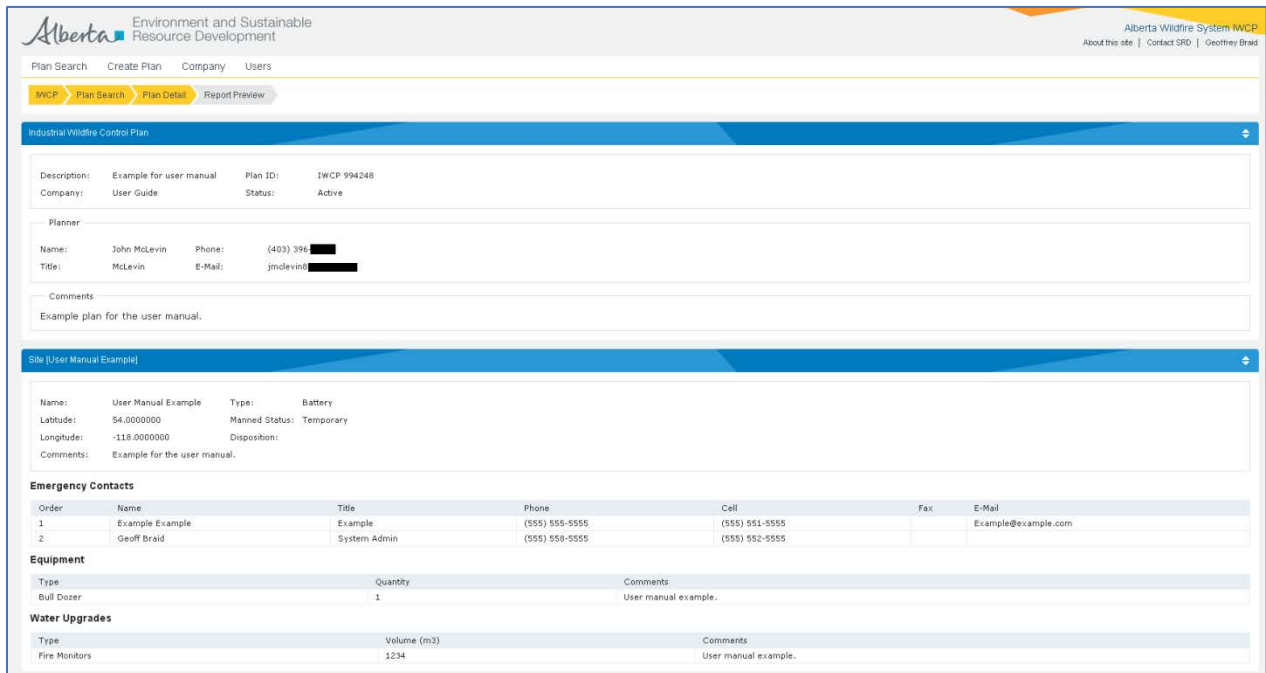 Alberta Environment and Sustainable
Resource Development
Alberta Wildfire System IWCP
About this site | Contact SRD | Geoffrey Braid
Plan Search Create Plan Company Users
IWCP Plan Search Plan Detail Report Preview
Industrial Wildfire Control Plan
Description: Example for user manual Plan ID: IWCP 994248
Company: User Guide Status: Active
Planner
Name: John McLevin Phone: (403) 396-
Title: McLevin E-Mail: jmclevin8
Comments
Example plan for the user manual.
Site [User Manual Example]
Name: User Manual Example Type: Battery
Latitude: 54.0000000 Manned Status: Temporary
Longitude: -118.0000000 Disposition:
Comments: Example for the user manual.
Emergency Contacts
Order Name Title Phone Cell Fax E-Mail
1 Example Example Example (555) 555-5555 (555) 551-5555 Example@example.com
2 Geoff Braid System Admin (555) 558-5555 (555) 552-5555
Equipment
Type Quantity Comments
Bull Dozer 1 User manual example.
Water Upgrades
Type Volume (m3) Comments
Fire Monitors 1234 User manual example.